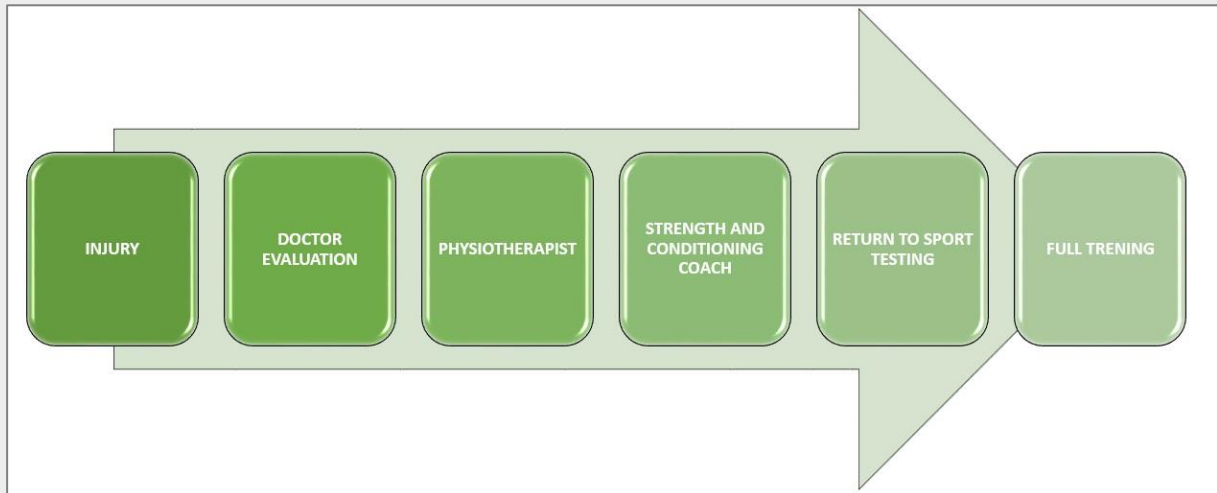 INJURY
DOCTOR
EVALUATION
PHYSIOTHERAPIST
STRENGTH AND
CONDITIONING
COACH
RETURN TO SPORT
TESTING
FULL TRENING